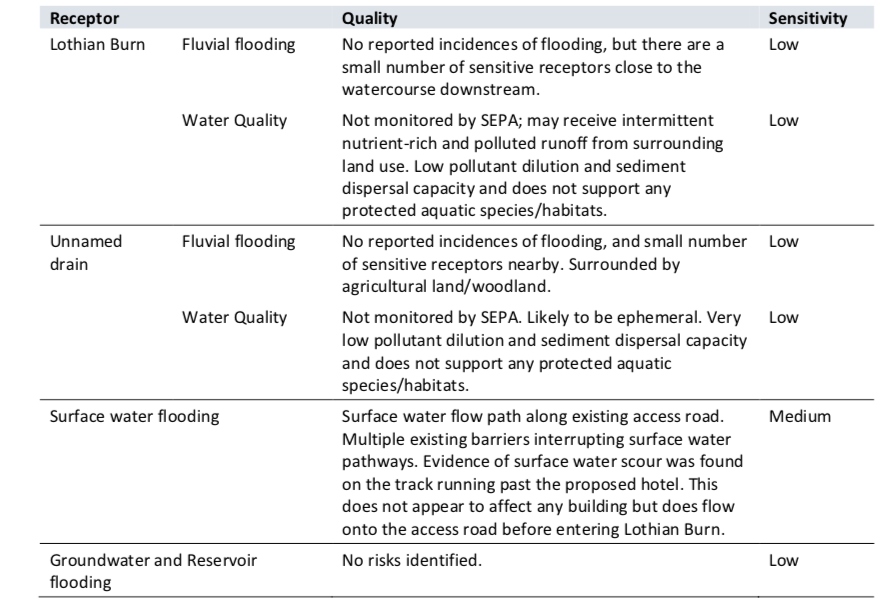 Receptor Quality Sensitivity
Lothian Burn Fluvial flooding No reported incidences of flooding, but there are a Low
small number of sensitive receptors close to the
watercourse downstream.
Water Quality Not monitored by SEPA; may receive intermittent Low
nutrient-rich and polluted runoff from surrounding
land use. Low pollutant dilution and sediment
dispersal capacity and does not support any
protected aquatic species/habitats.
Unnamed Fluvial flooding No reported incidences of flooding, and small number Low
drain of sensitive receptors nearby. Surrounded by
agricultural land/woodland.
Water Quality Not monitored by SEPA. Likely to be ephemeral. Very Low
low pollutant dilution and sediment dispersal capacity
and does not support any protected aquatic
species/habitats.
Surface water flooding Surface water flow path along existing access road. Medium
Multiple existing barriers interrupting surface water
pathways. Evidence of surface water scour was found
on the track running past the proposed hotel. This
does not appear to affect any building but does flow
onto the access road before entering Lothian Burn.
Groundwater and Reservoir No risks identified. Low
flooding